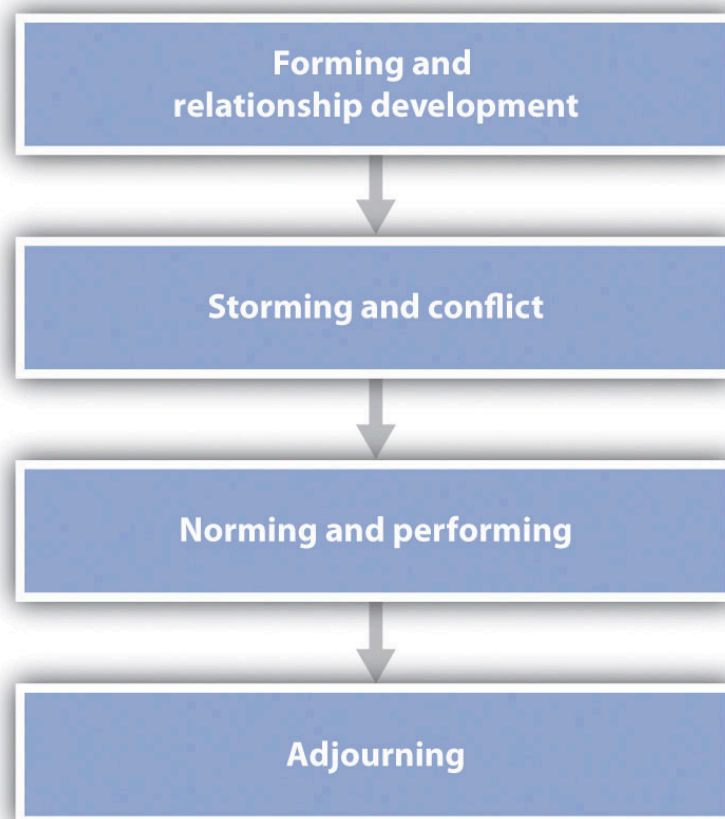 Forming and
relationship development
Storming and conflict
Norming and performing
Adjourning